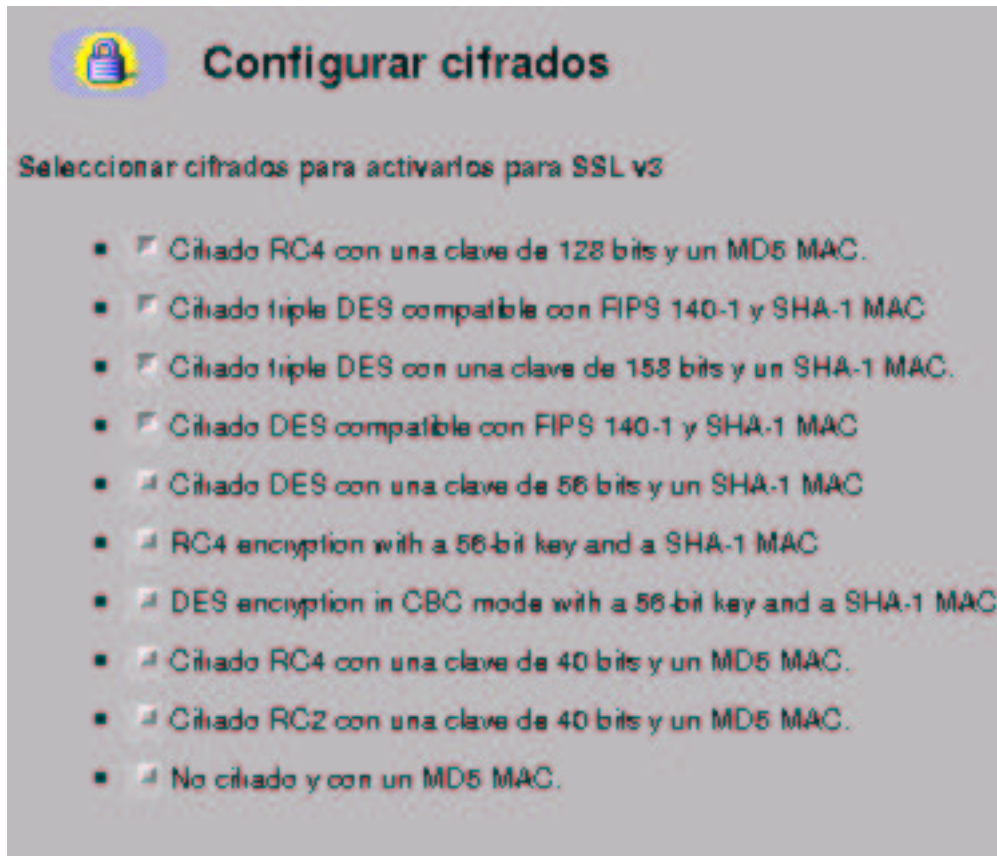 Configurar cifrados
Seleccionar cifrados para activarlos para SSL v3
Cifrado RC4 con una clave de 128 bits y un MD5 MAC.
Cifrado triple DES compatible con FIPS 140-1 y SHA-1 MAC
Cifrado triple DES con una clave de 158 bits y un SHA-1 MAC.
Cifrado DES compatible con FIPS 140-1 y SHA-1 MAC
Cifrado DES con una clave de 56 bits y un SHA-1 MAC
RC4 encryption with a 56-bit key and a SHA-1 MAC
DES encryption in CBC mode with a 56-bit key and a SHA-1 MAC
Cifrado RC4 con una clave de 40 bits y un MD5 MAC.
Cifrado RC2 con una clave de 40 bits y un MD5 MAC.
No cifrado y con un MD5 MAC.